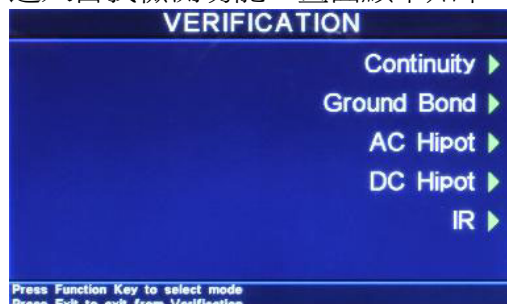 VERIFICATION
Continuity
Ground Bond
AC Hipot
DC Hipot
IR
Press Function Key to select mode
Press Exit to exit from Verification